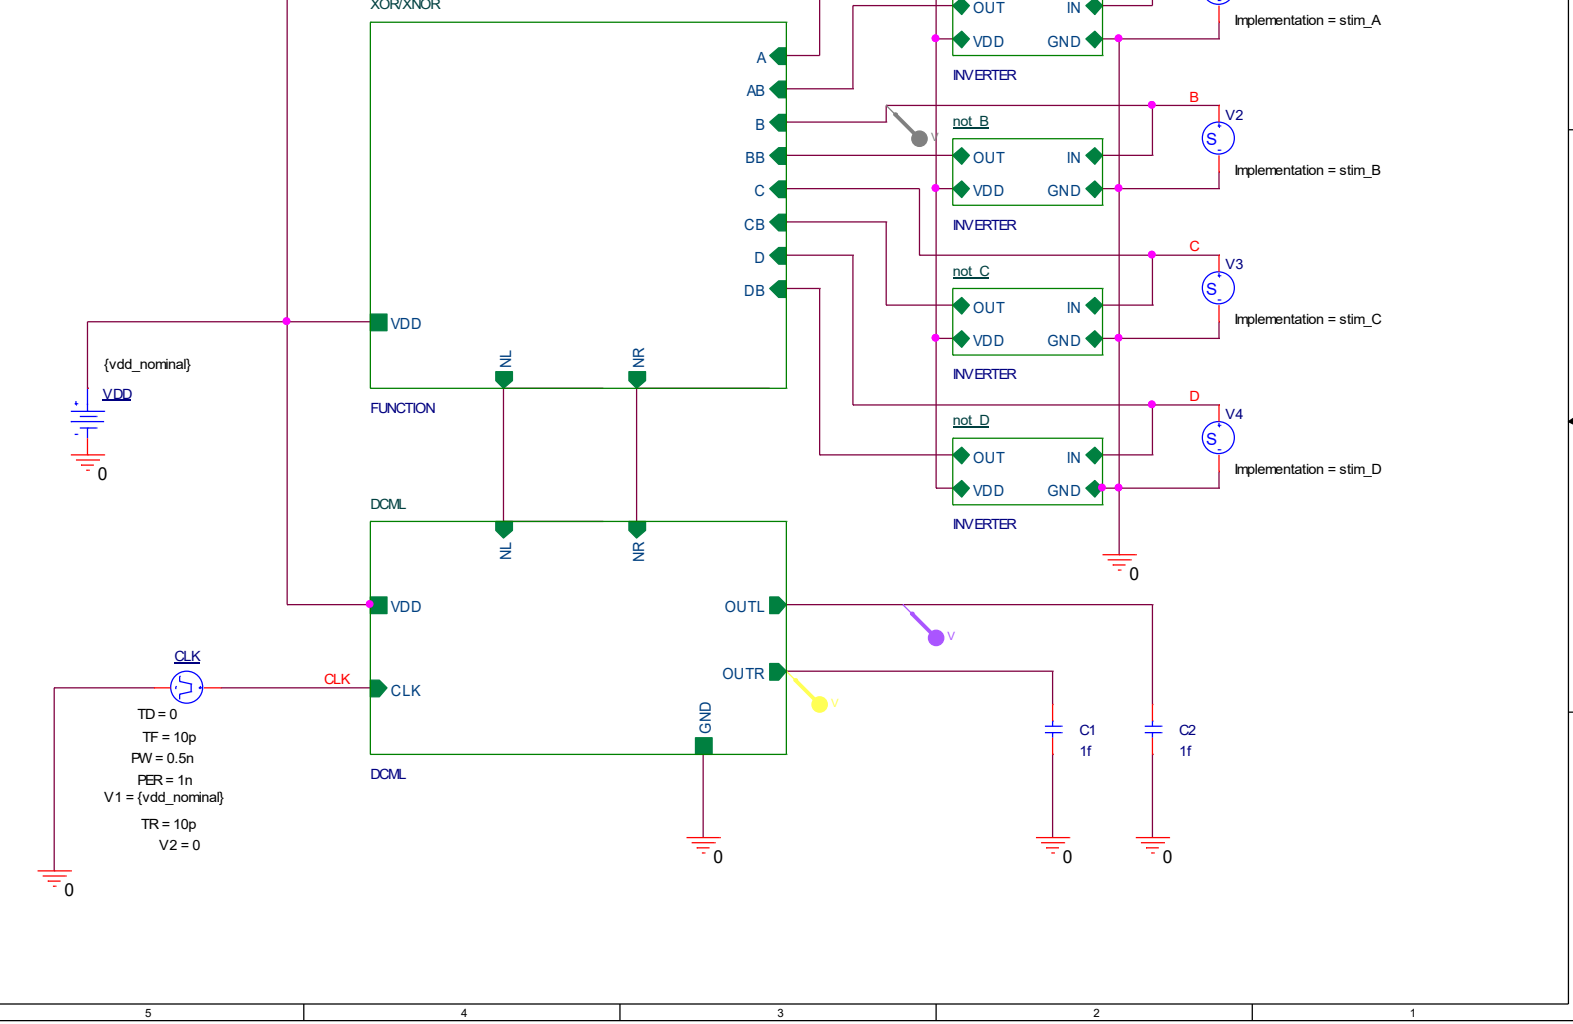 XOR/XNOR
OUT IN
Implementation = stim_A
A
VDD GND
INVERTER
AB
B
B
V2
not_B
S
BB
OUT IN
Implementation = stim_B
C
VDD GND
CB
INVERTER
D
C
V3
not_C
S
DB
OUT IN
Implementation = stim_C
VDD
VDD GND
NL
NR
{vdd_nominal}
INVERTER
VDD
FUNCTION
D
V4
not_D
S
OUT IN
Implementation = stim_D
0
VDD GND
DCML
INVERTER
NL
NR
0
VDD
OUTL
V
CLK
OUTR
CLK
CLK
V
GND
TD = 0
TF = 10p
PW = 0.5n
PER = 1n
V1 = {vdd_nominal}
TR = 10p
V2 = 0
C1
1f
C2
1f
DCML
0
0
0
0
5 4 3 2 1